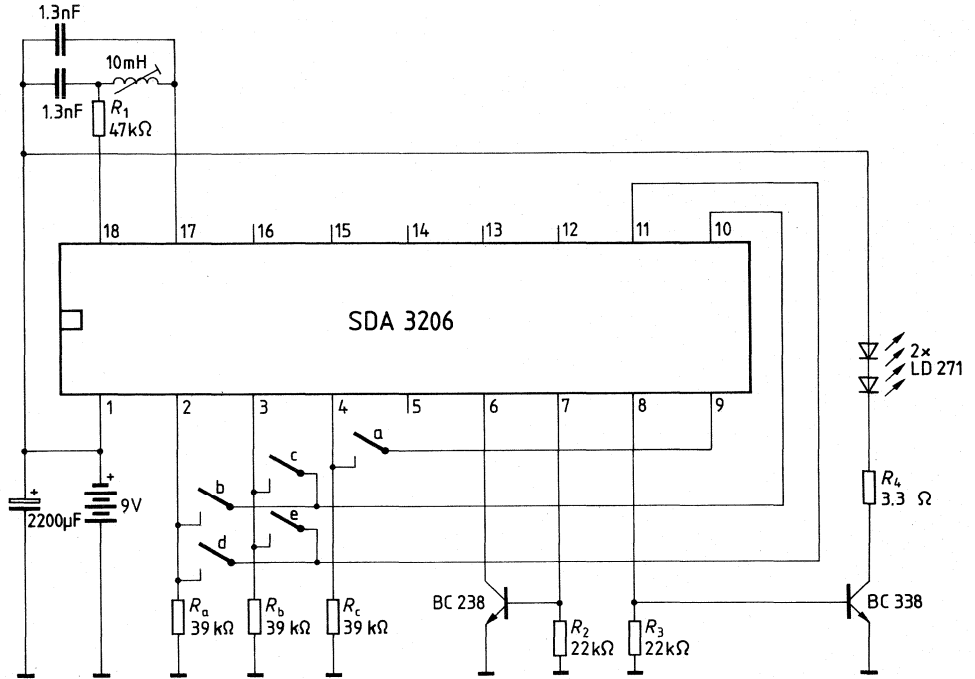 1.3nF
10mH
1.3nF
R1
47kΩ
18 17 16 15 14 13 12 11 10
SDA 3206
2×
LD 271
1 2 3 4 5 6 7 8 9
a
c
b
e
d
+
2200µF
+
9V
R4
3.3 Ω
BC 238
BC 338
Ra
39 kΩ
Rb
39 kΩ
Rc
39 kΩ
R2
22kΩ
R3
22kΩ